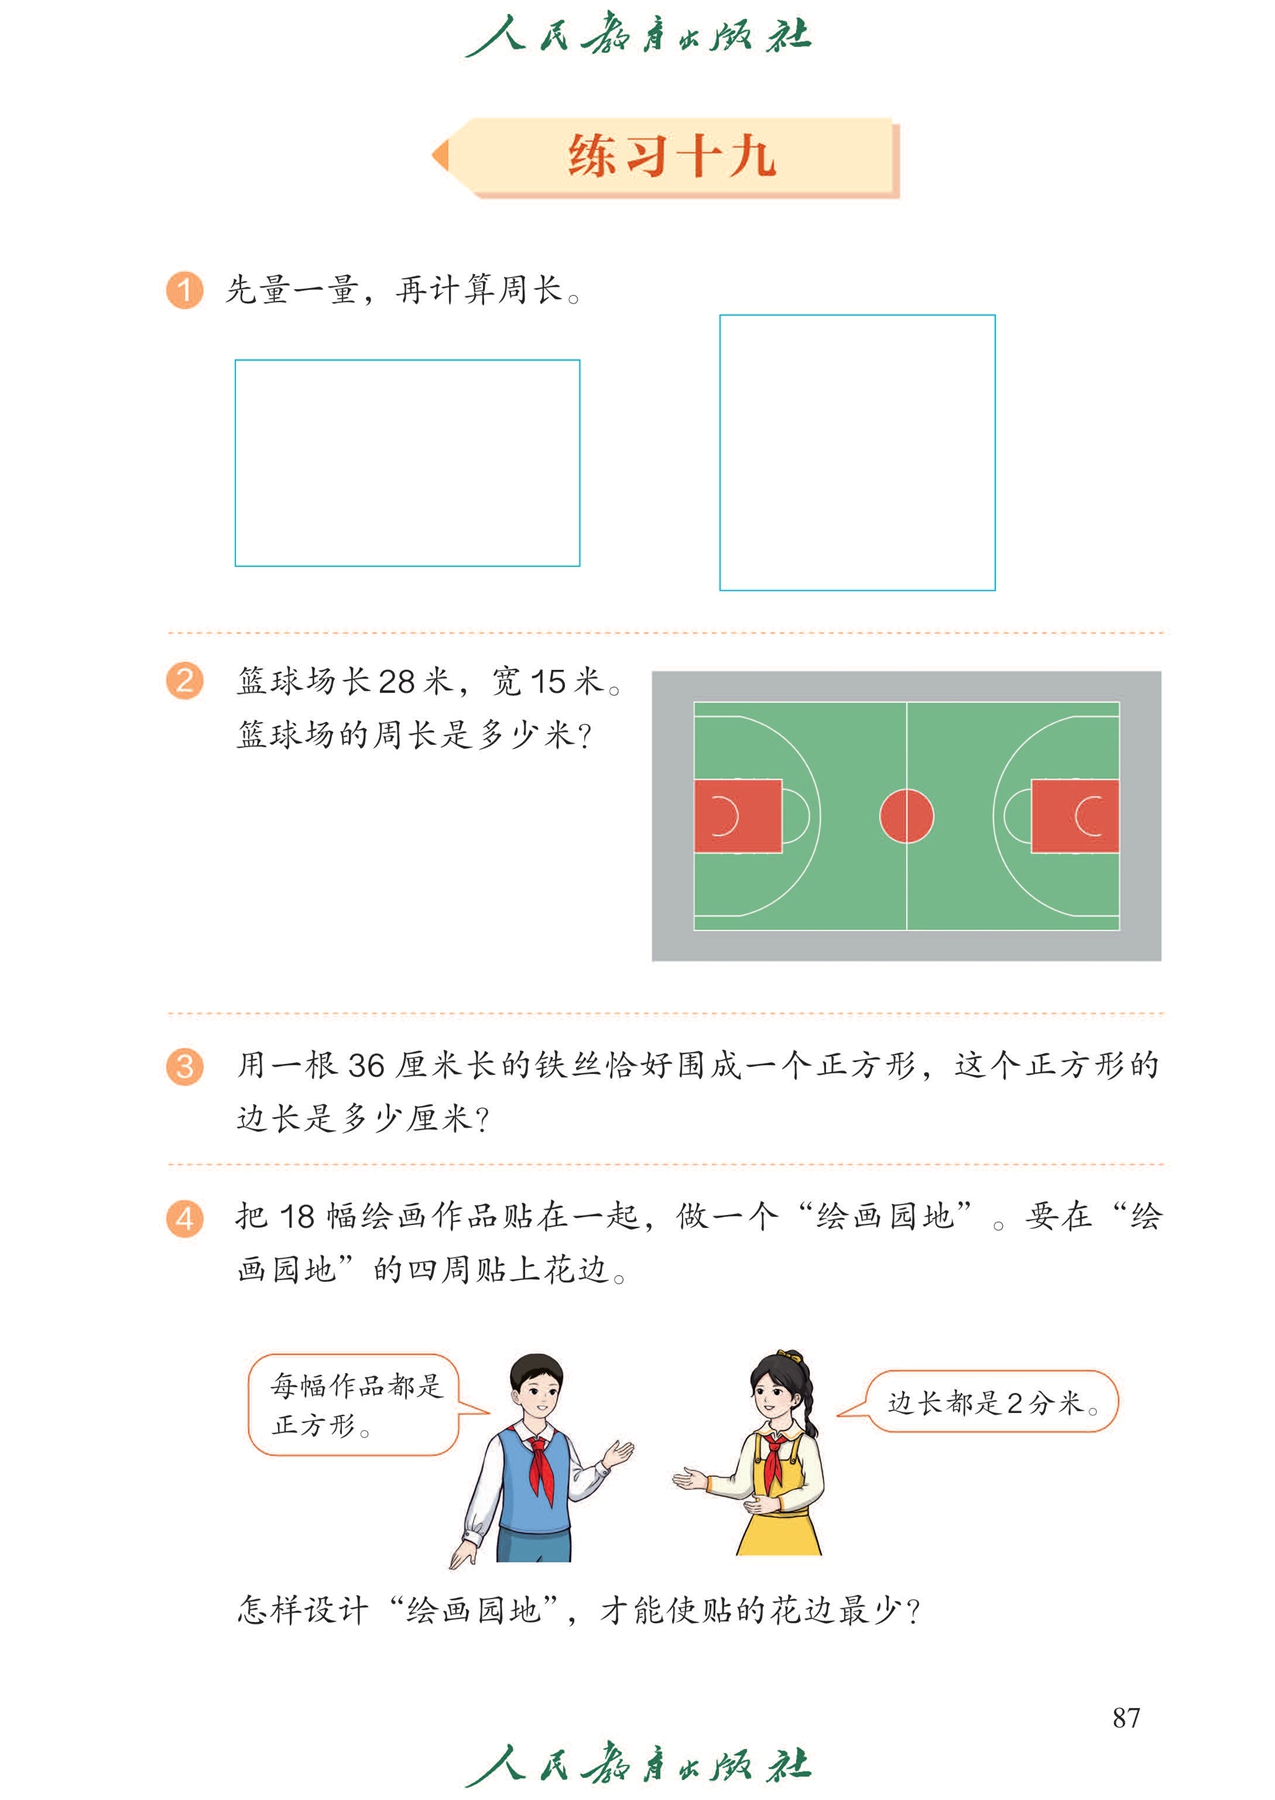 人民教育出版社
练习十九
1 先量一量，再计算周长。
2 篮球场长28米，宽15米。
篮球场的周长是多少米？
3 用一根 36 厘米长的铁丝恰好围成一个正方形，这个正方形的
边长是多少厘米？
4 把 18 幅绘画作品贴在一起，做一个“绘画园地”。要在“绘
画园地”的四周贴上花边。
每幅作品都是
正方形。
边长都是2分米。
怎样设计“绘画园地”，才能使贴的花边最少？
87
人民教育出版社